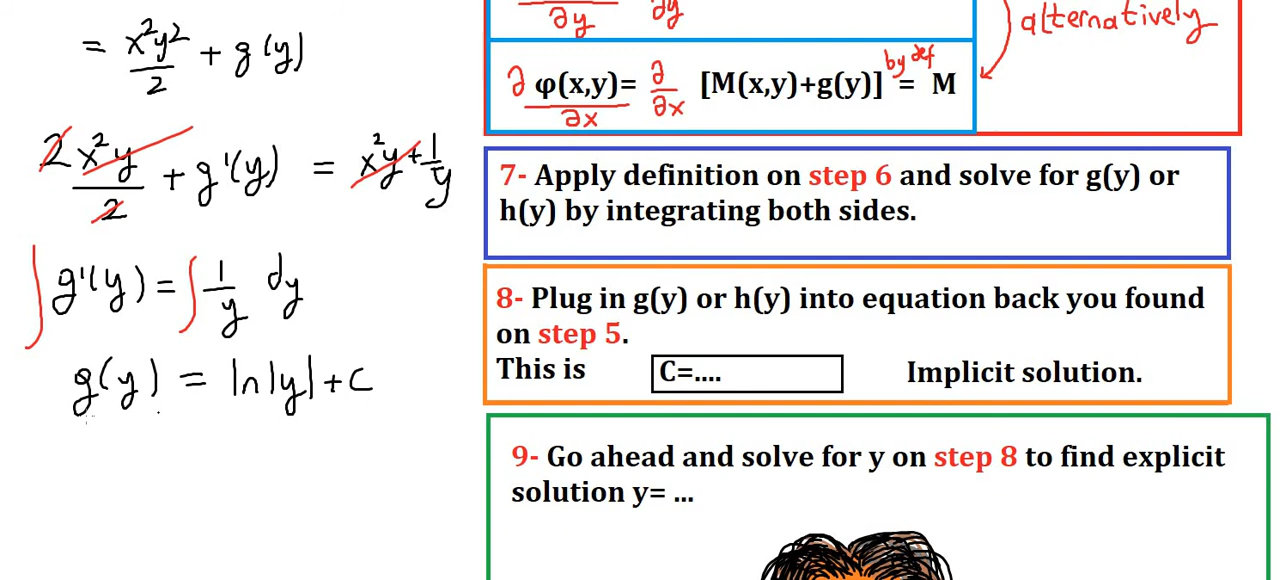 = x²y²/2 + g(y)
2x²y/2 + g'(y) = x²y + 1/y
∫ g'(y) = ∫ 1/y dy
g(y) = ln|y| + C
∂y ∂y
alternatively
∂φ(x,y)/∂x = ∂/∂x [M(x,y)+g(y)] by def = M
7- Apply definition on step 6 and solve for g(y) or
h(y) by integrating both sides.
8- Plug in g(y) or h(y) into equation back you found
on step 5.
This is C=.... Implicit solution.
9- Go ahead and solve for y on step 8 to find explicit
solution y= ...